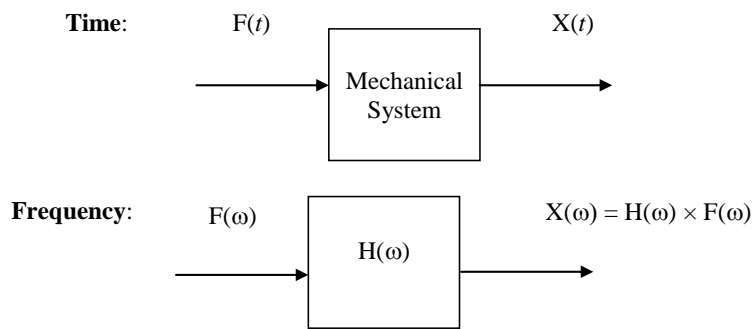 Time: F(t) X(t)
Mechanical
System
Frequency: F(ω) X(ω) = H(ω) × F(ω)
H(ω)